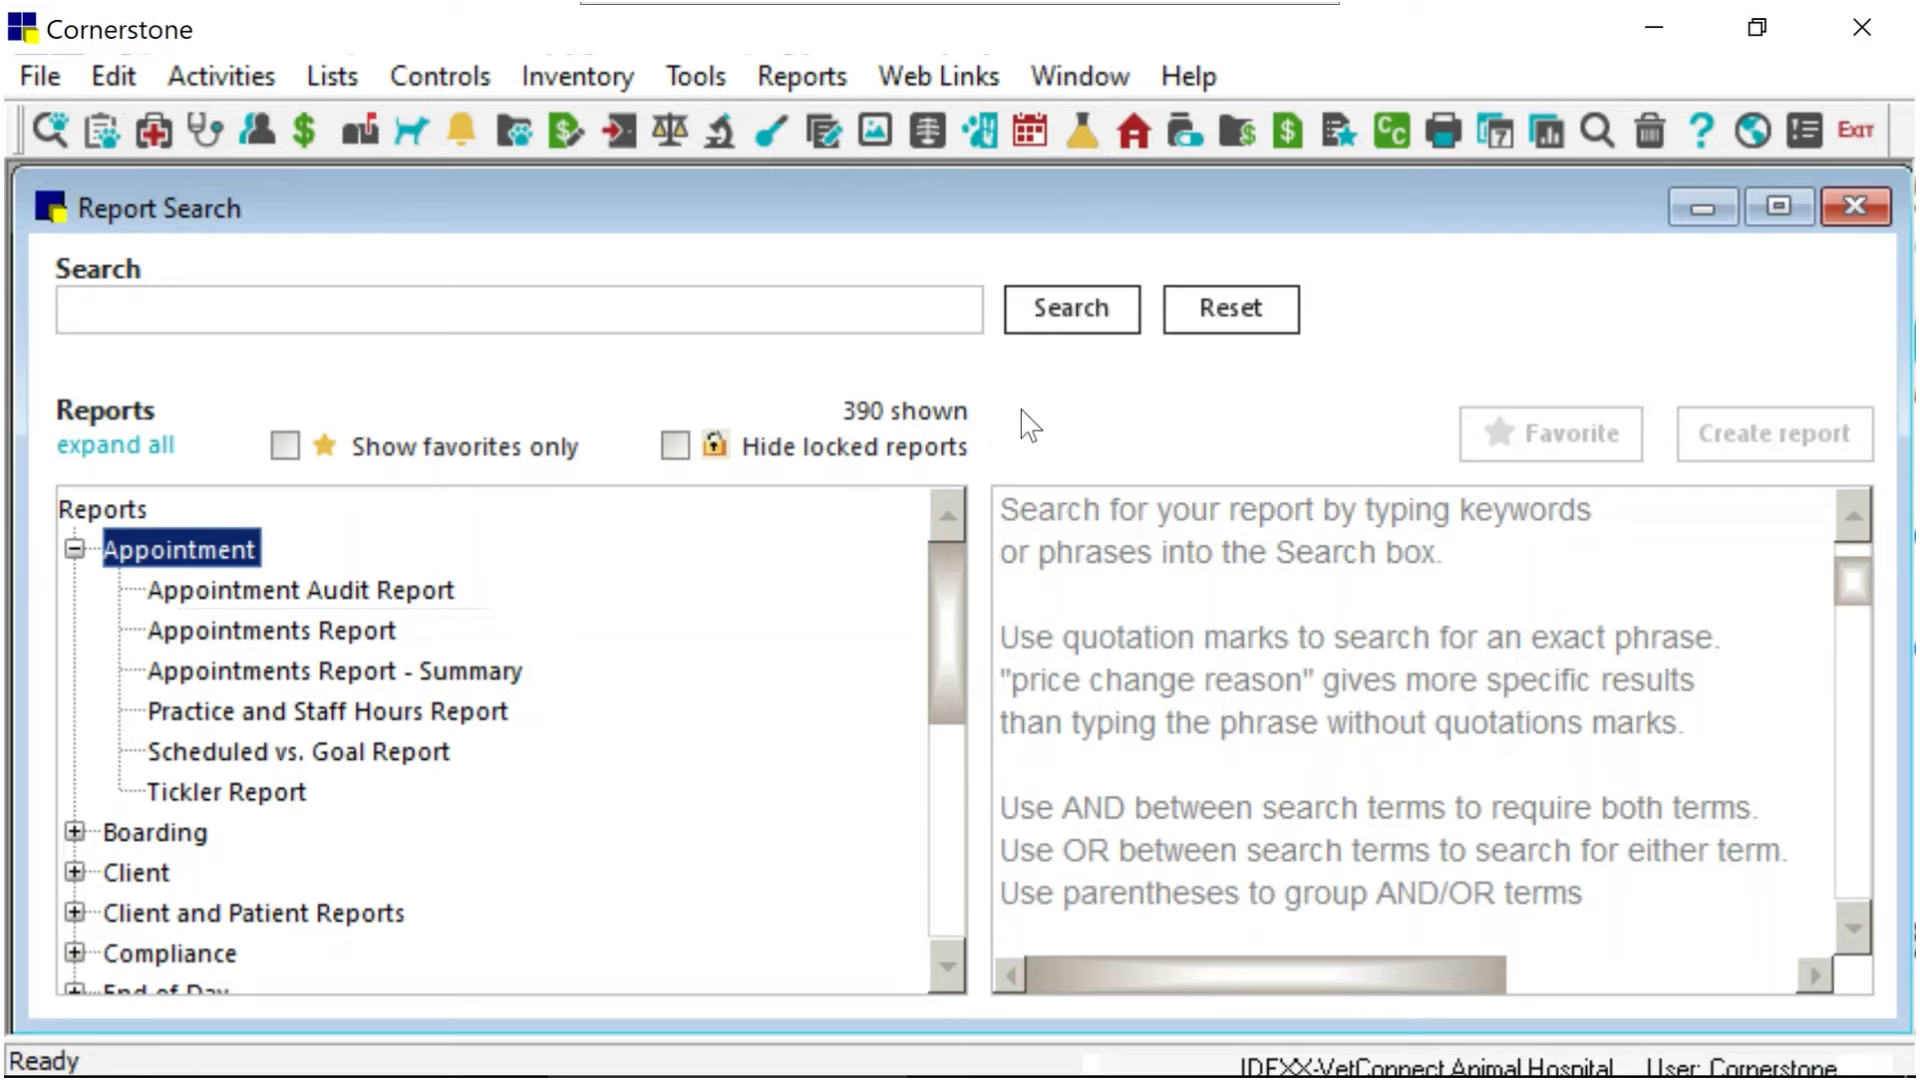 Cornerstone
File Edit Activities Lists Controls Inventory Tools Reports Web Links Window Help
$ $ 7 CC $ $ ? EXIT
Report Search
Search
Search Reset
Reports 390 shown
expand all Show favorites only Hide locked reports
Favorite Create report
Reports
Appointment
Appointment Audit Report
Appointments Report
Appointments Report - Summary
Practice and Staff Hours Report
Scheduled vs. Goal Report
Tickler Report
Boarding
Client
Client and Patient Reports
Compliance
End of Day
Search for your report by typing keywords
or phrases into the Search box.
Use quotation marks to search for an exact phrase.
"price change reason" gives more specific results
than typing the phrase without quotations marks.
Use AND between search terms to require both terms.
Use OR between search terms to search for either term.
Use parentheses to group AND/OR terms
Ready
IDEXX-VetConnect Animal Hospital User: Cornerstone